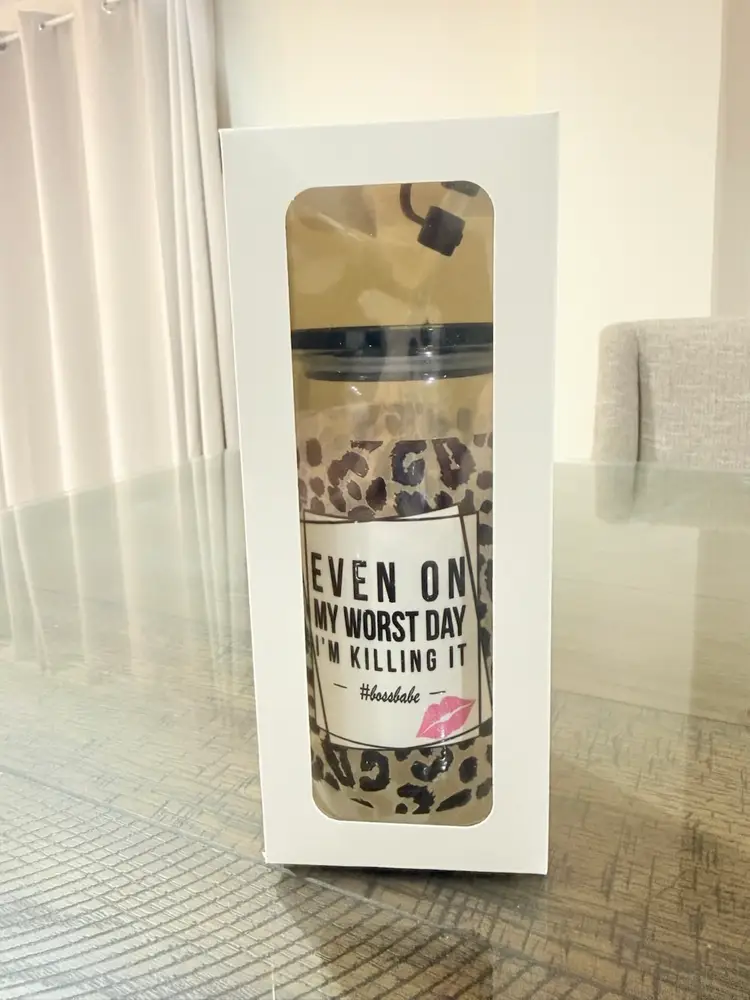 EVEN ON
MY WORST DAY
I'M KILLING IT
— #bossbabe —